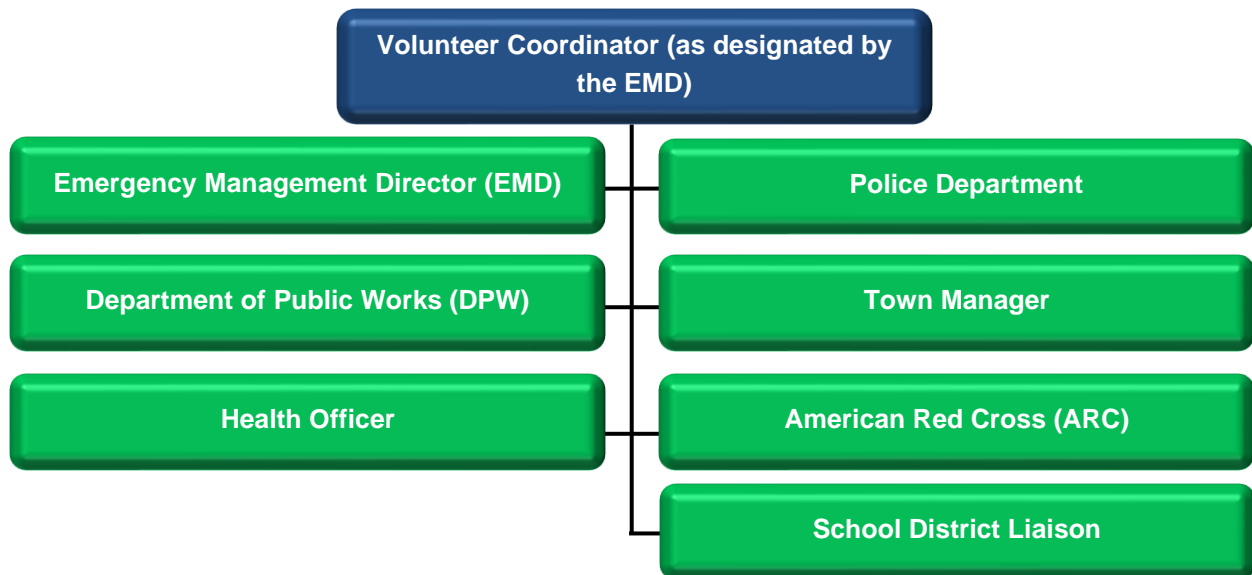 Volunteer Coordinator (as designated by
the EMD)
Emergency Management Director (EMD)
Police Department
Department of Public Works (DPW)
Town Manager
Health Officer
American Red Cross (ARC)
School District Liaison